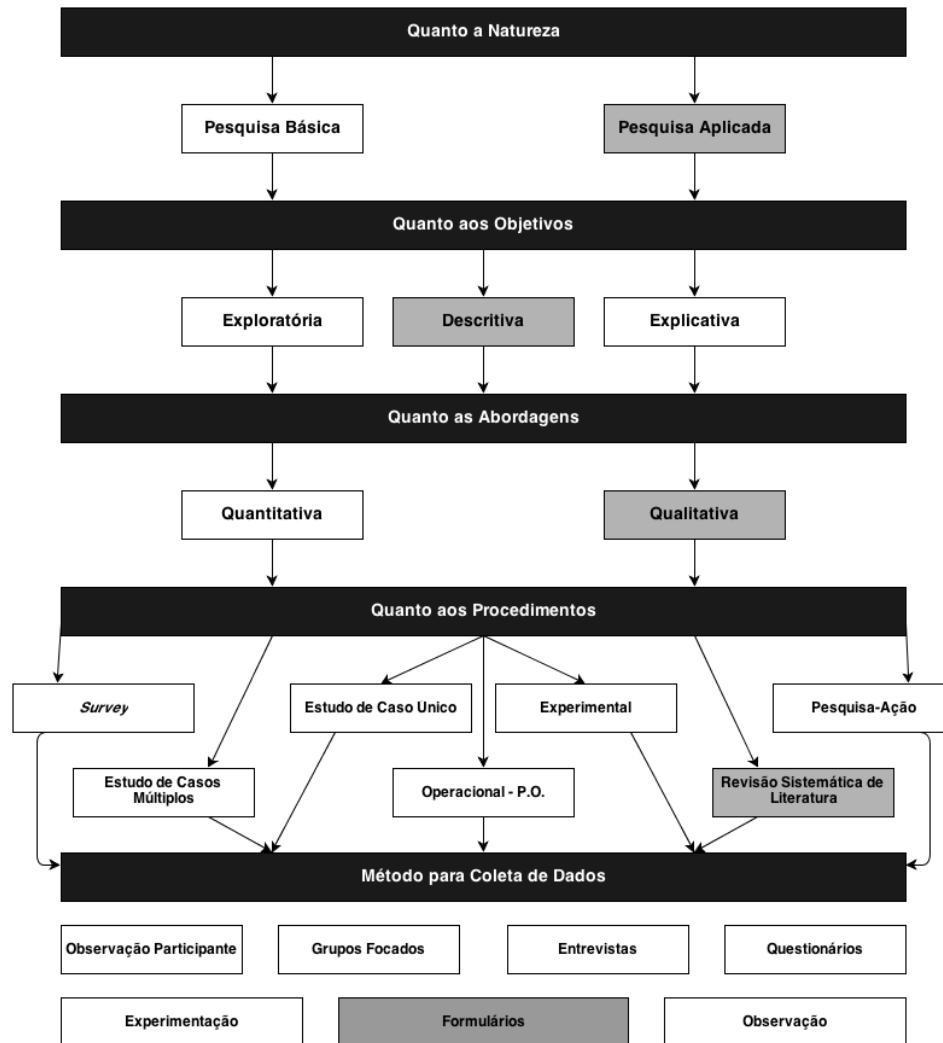 Quanto a Natureza
Pesquisa Básica
Pesquisa Aplicada
Quanto aos Objetivos
Exploratória
Descritiva
Explicativa
Quanto as Abordagens
Quantitativa
Qualitativa
Quanto aos Procedimentos
Survey
Estudo de Caso Unico
Experimental
Pesquisa-Ação
Estudo de Casos
Múltiplos
Operacional - P.O.
Revisão Sistemática de
Literatura
Método para Coleta de Dados
Observação Participante
Grupos Focados
Entrevistas
Questionários
Experimentação
Formulários
Observação